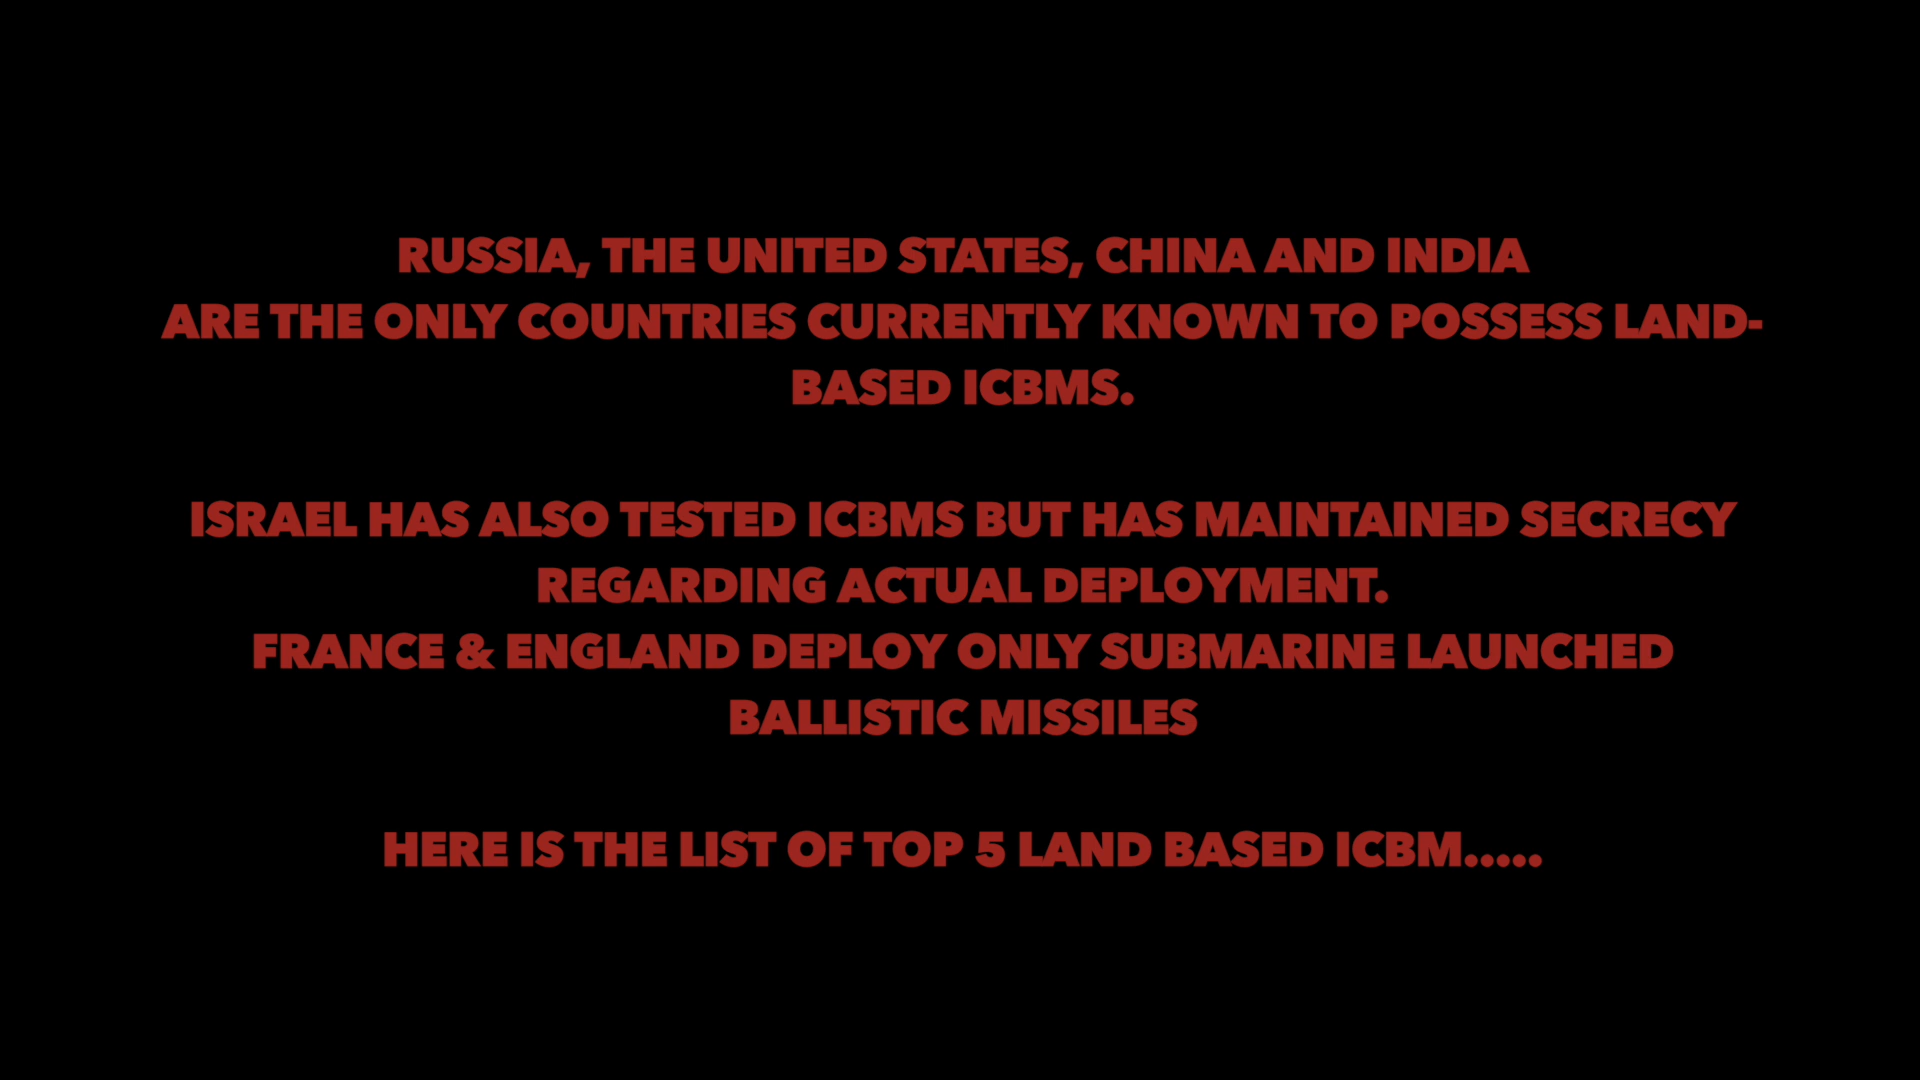 RUSSIA, THE UNITED STATES, CHINA AND INDIA
ARE THE ONLY COUNTRIES CURRENTLY KNOWN TO POSSESS LAND-
BASED ICBMS.
ISRAEL HAS ALSO TESTED ICBMS BUT HAS MAINTAINED SECRECY
REGARDING ACTUAL DEPLOYMENT.
FRANCE & ENGLAND DEPLOY ONLY SUBMARINE LAUNCHED
BALLISTIC MISSILES
HERE IS THE LIST OF TOP 5 LAND BASED ICBM.....